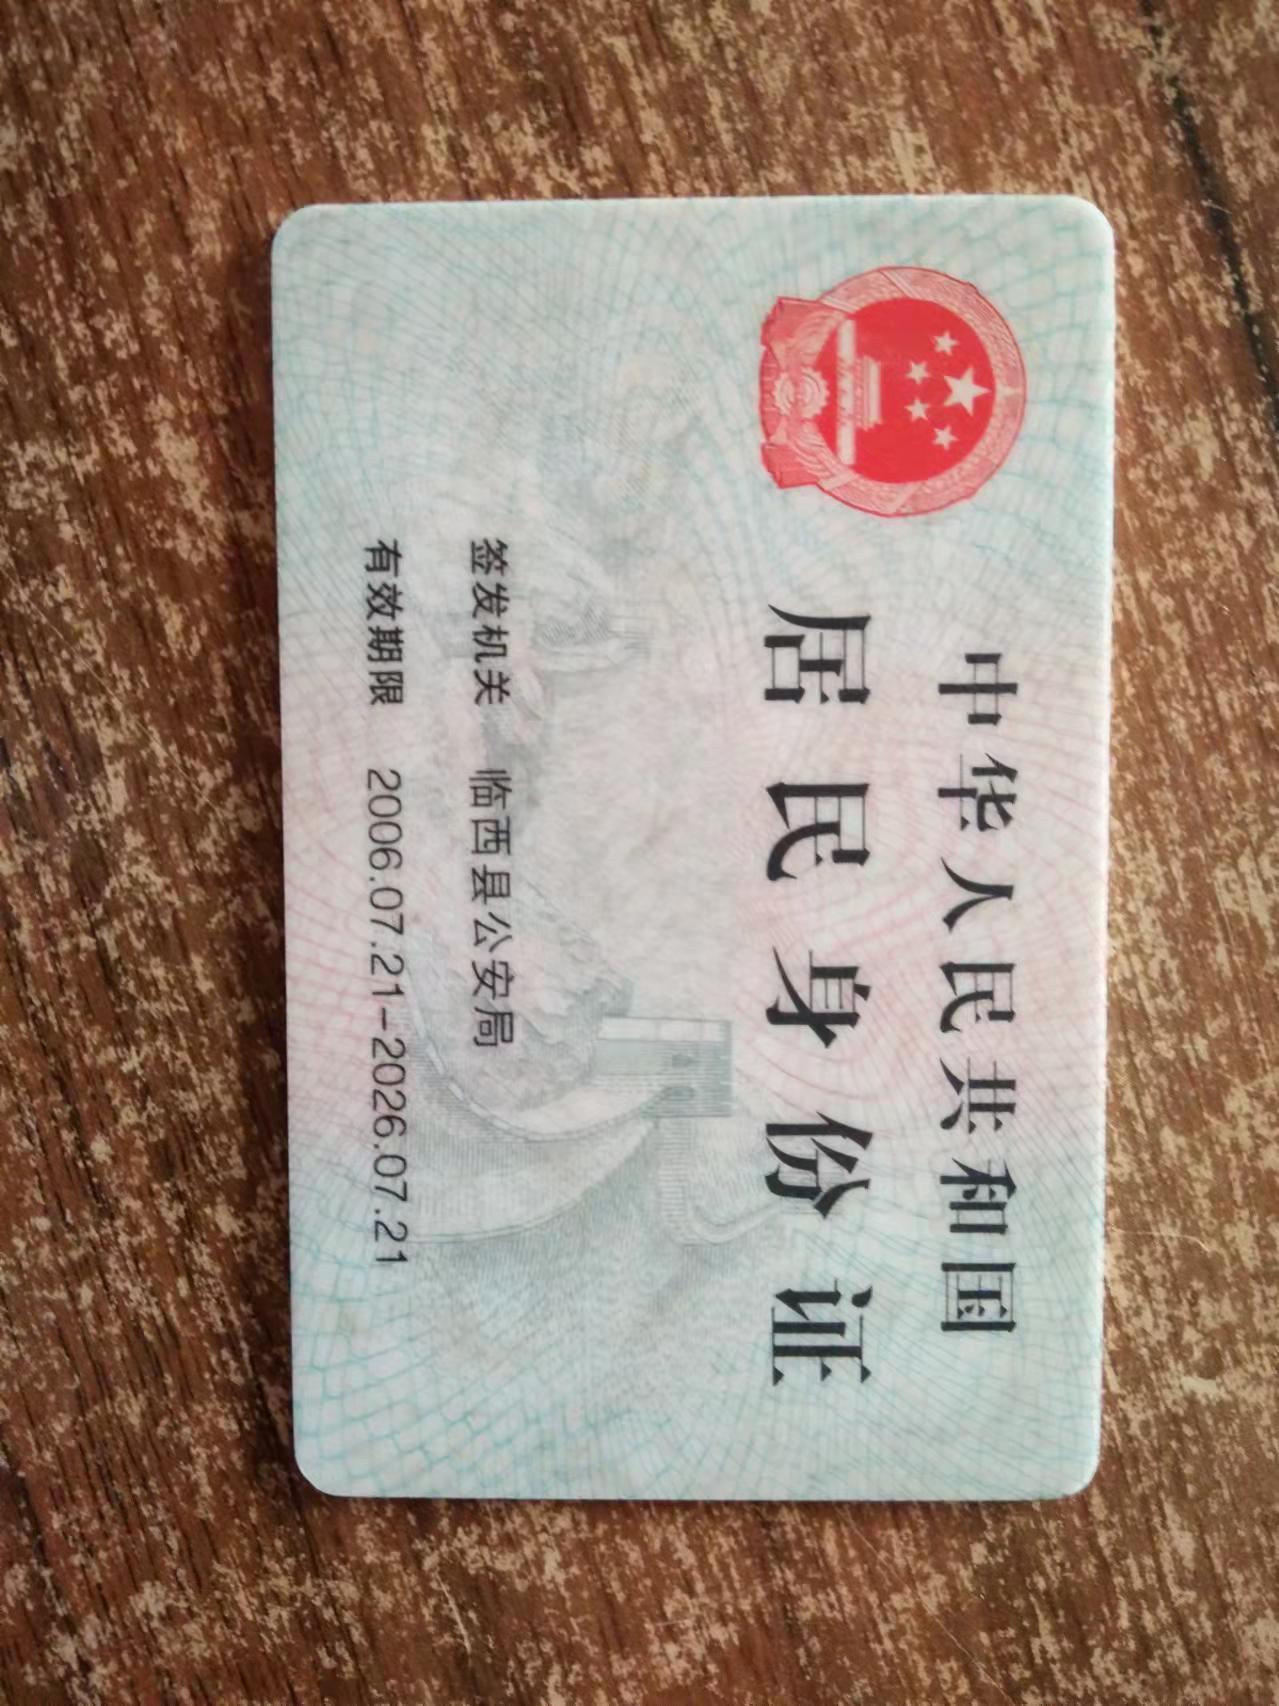 中华人民共和国
居民身份证
签发机关 临西县公安局
有效期限 2006.07.21-2026.07.21